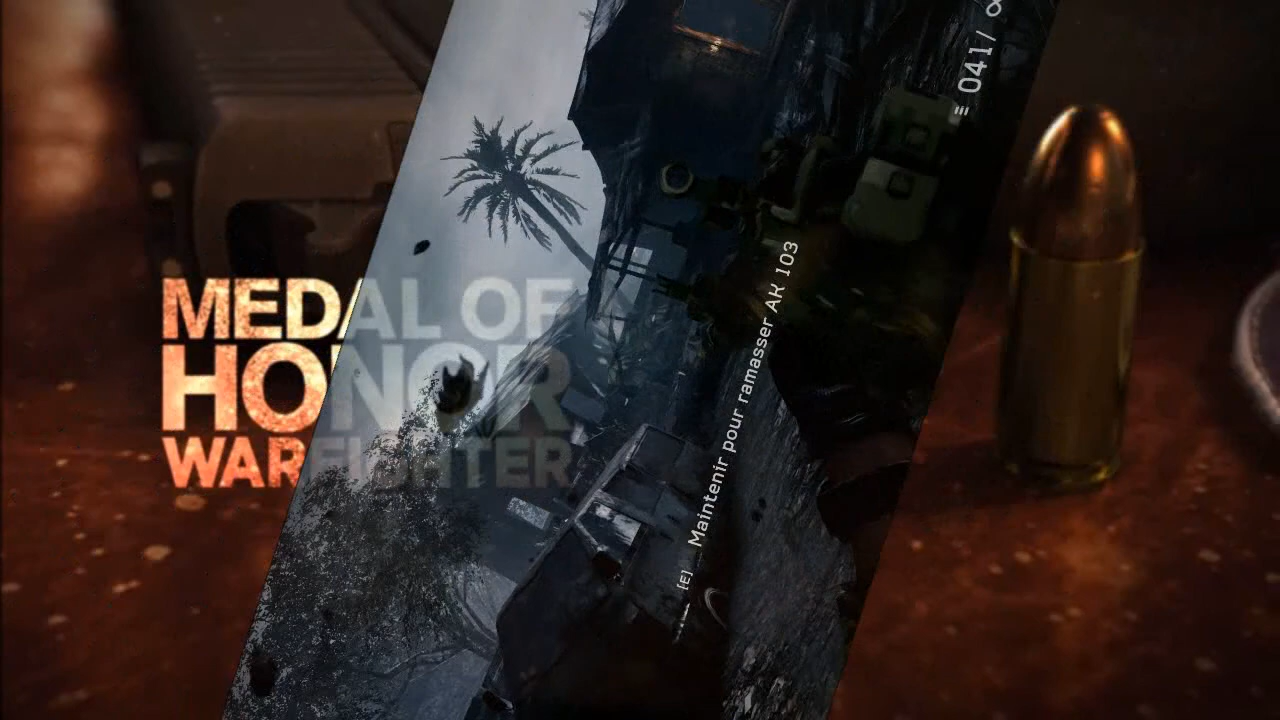 MEDAL OF
HONOR
WARFIGHTER
041/ ∞
[E] Maintenir pour ramasser AK 103